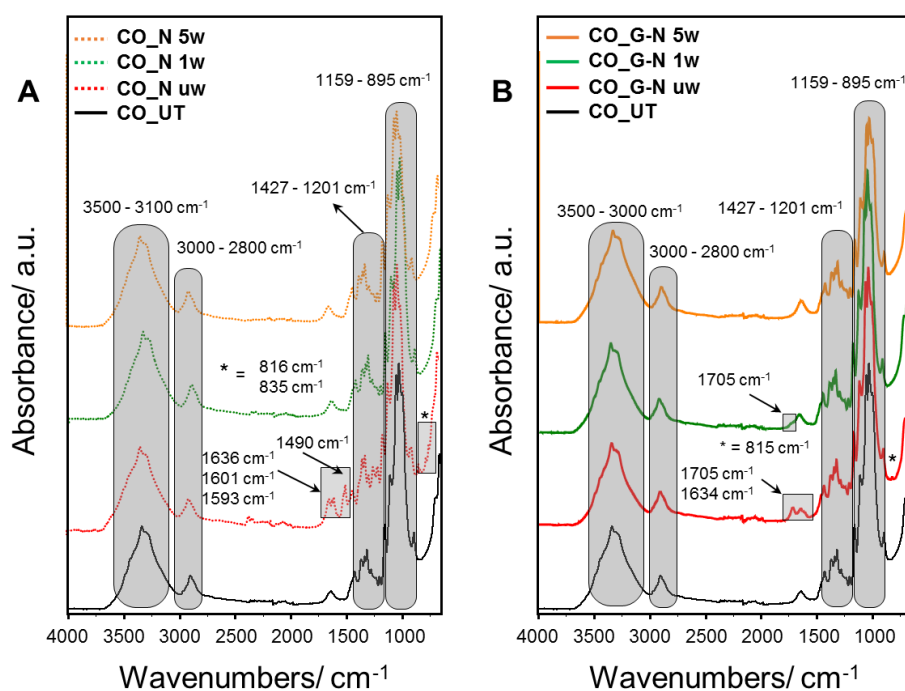 A
CO_N 5w
CO_N 1w
CO_N uw
CO_UT
1159 - 895 cm⁻¹
1427 - 1201 cm⁻¹
3500 - 3100 cm⁻¹
3000 - 2800 cm⁻¹
* = 816 cm⁻¹
835 cm⁻¹
1490 cm⁻¹
1636 cm⁻¹
1601 cm⁻¹
1593 cm⁻¹
*
Absorbance/ a.u.
4000 3500 3000 2500 2000 1500 1000
Wavenumbers/ cm⁻¹
B
CO_G-N 5w
CO_G-N 1w
CO_G-N uw
CO_UT
1159 - 895 cm⁻¹
1427 - 1201 cm⁻¹
3500 - 3000 cm⁻¹
3000 - 2800 cm⁻¹
1705 cm⁻¹
* = 815 cm⁻¹
1705 cm⁻¹
1634 cm⁻¹
*
Absorbance/ a.u.
4000 3500 3000 2500 2000 1500 1000
Wavenumbers/ cm⁻¹